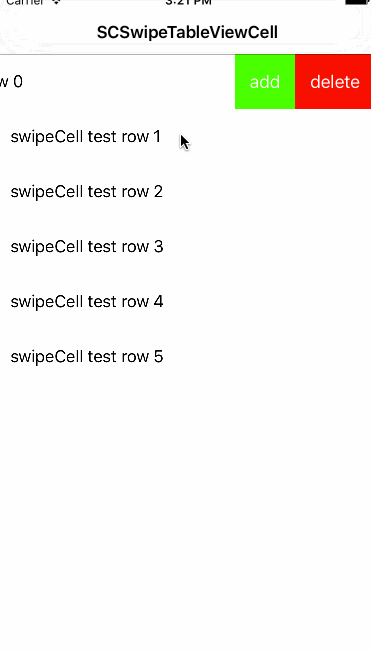 Carrier 3:21 PM
SCSwipeTableViewCell
w 0 add delete
swipeCell test row 1
swipeCell test row 2
swipeCell test row 3
swipeCell test row 4
swipeCell test row 5